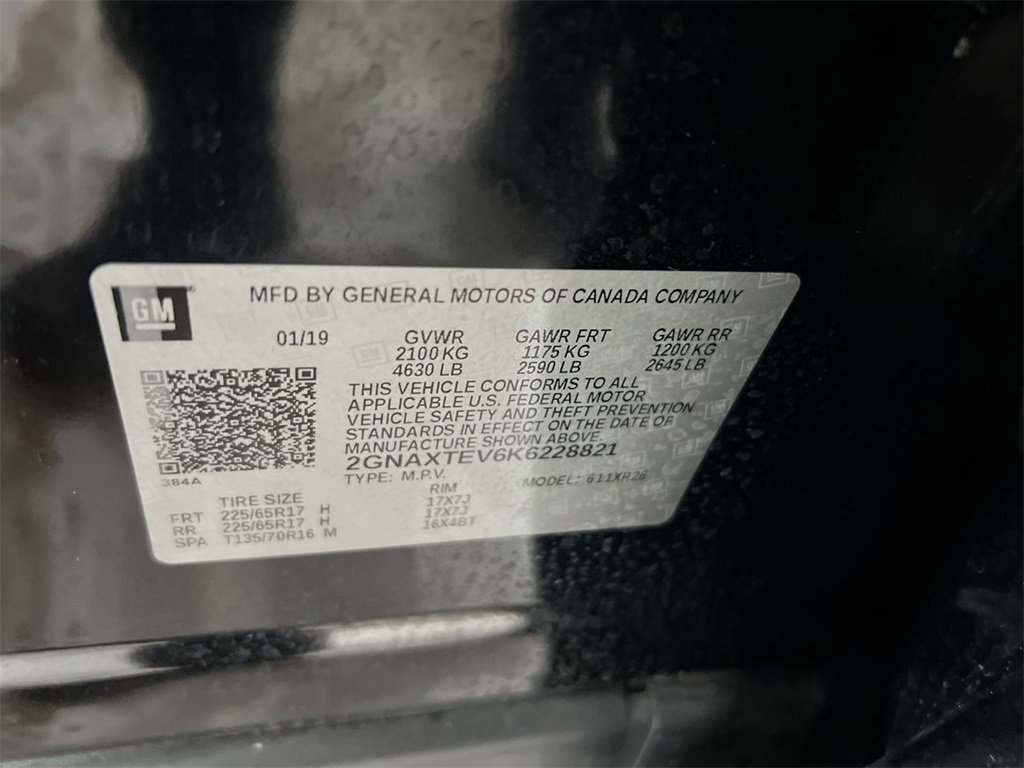 GM
MFD BY GENERAL MOTORS OF CANADA COMPANY
01/19 GVWR GAWR FRT GAWR RR
2100 KG 1175 KG 1200 KG
4630 LB 2590 LB 2645 LB
THIS VEHICLE CONFORMS TO ALL
APPLICABLE U.S. FEDERAL MOTOR
VEHICLE SAFETY AND THEFT PREVENTION
STANDARDS IN EFFECT ON THE DATE OF
MANUFACTURE SHOWN ABOVE.
2GNAXTEV6K6228821
TYPE: M.P.V. MODEL: 611XR26
384A
TIRE SIZE RIM
FRT 225/65R17 H 17X7J
RR 225/65R17 H 17X7J
SPA T135/70R16 M 16X4BT